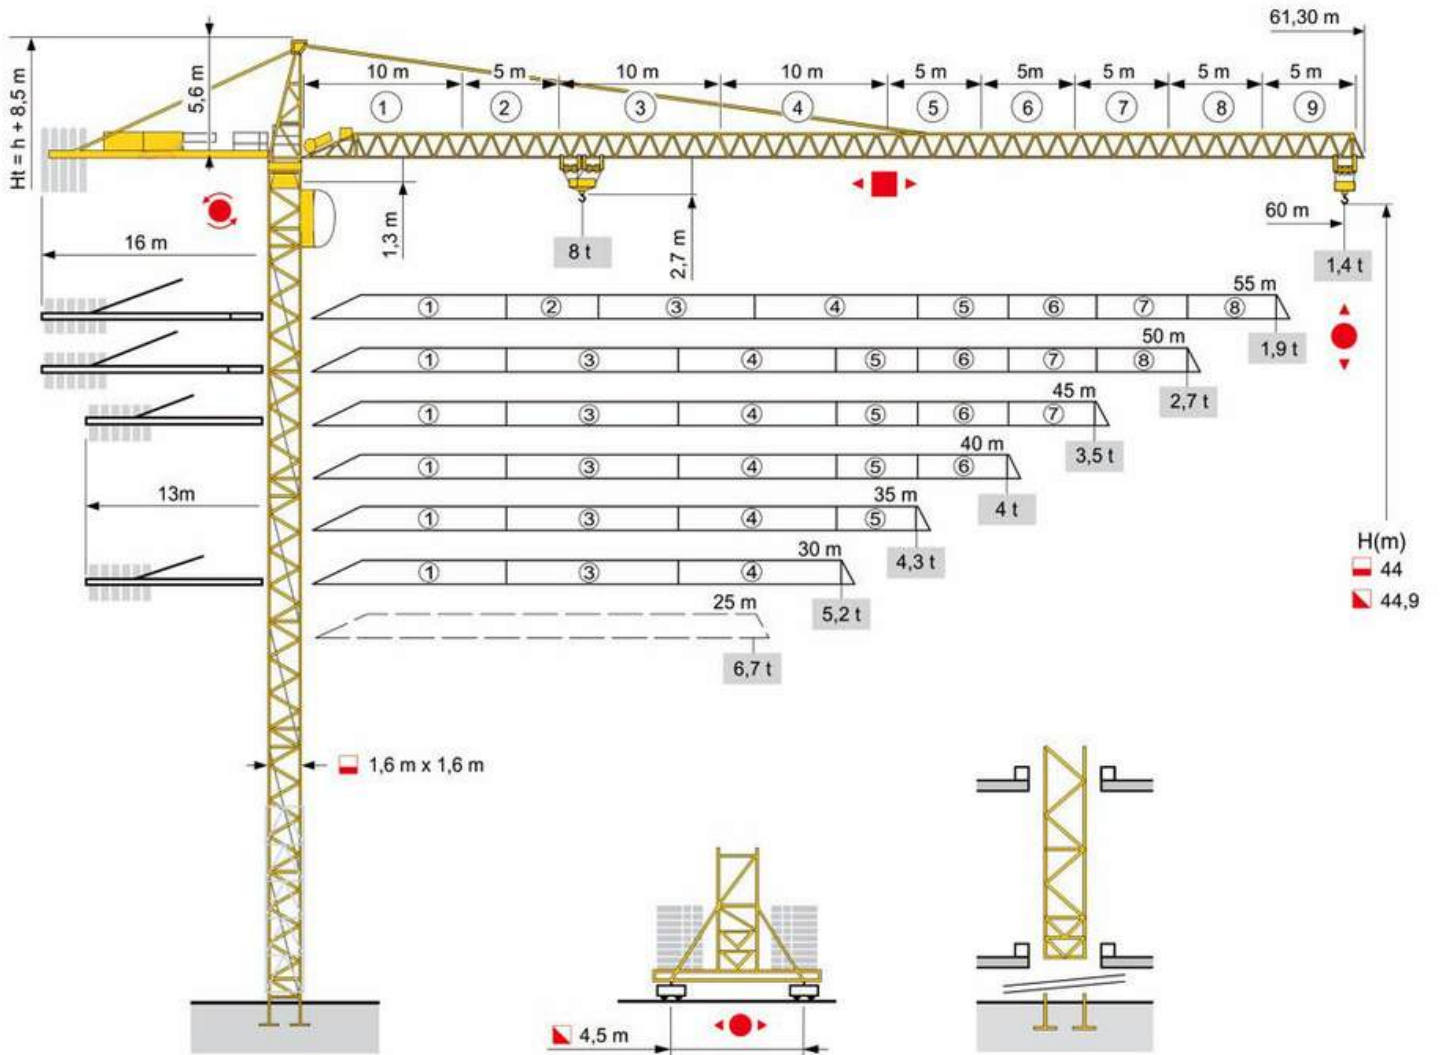 61,30 m
Ht = h + 8,5 m
5,6 m
10 m
5 m
10 m
10 m
5 m
5m
5 m
5 m
5 m
1
2
3
4
5
6
7
8
9
16 m
1,3 m
8 t
2,7 m
60 m
1,4 t
55 m
1 2 3 4 5 6 7 8
1,9 t
50 m
1 3 4 5 6 7 8
2,7 t
45 m
1 3 4 5 6 7
3,5 t
40 m
1 3 4 5 6
4 t
13m
35 m
1 3 4 5
4,3 t
30 m
1 3 4
5,2 t
25 m
6,7 t
H(m)
44
44,9
1,6 m x 1,6 m
4,5 m